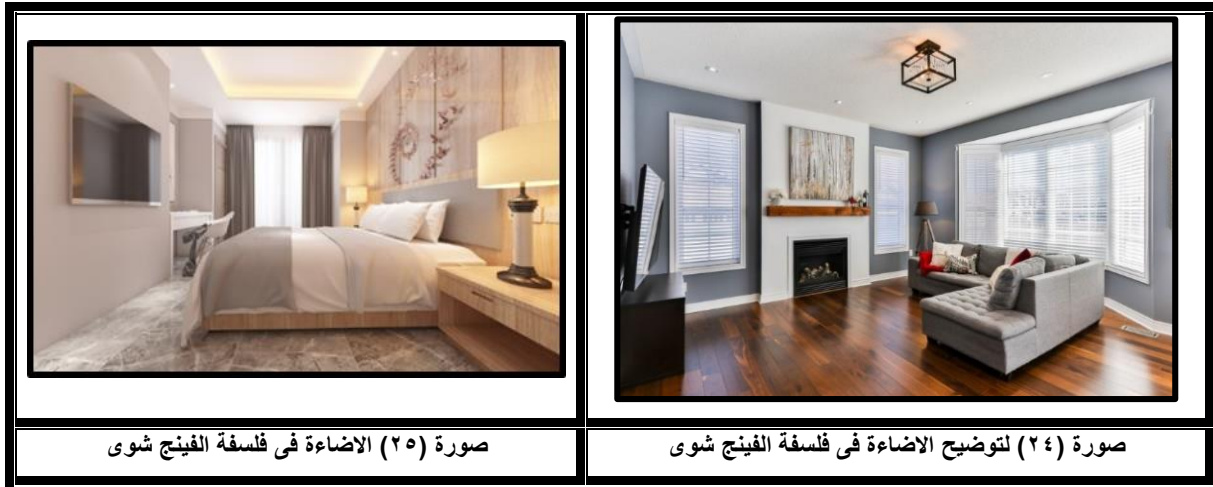 صورة (٢٤) لتوضيح الاضاءة فى فلسفة الفينج شوى
صورة (٢٥) الاضاءة فى فلسفة الفينج شوى